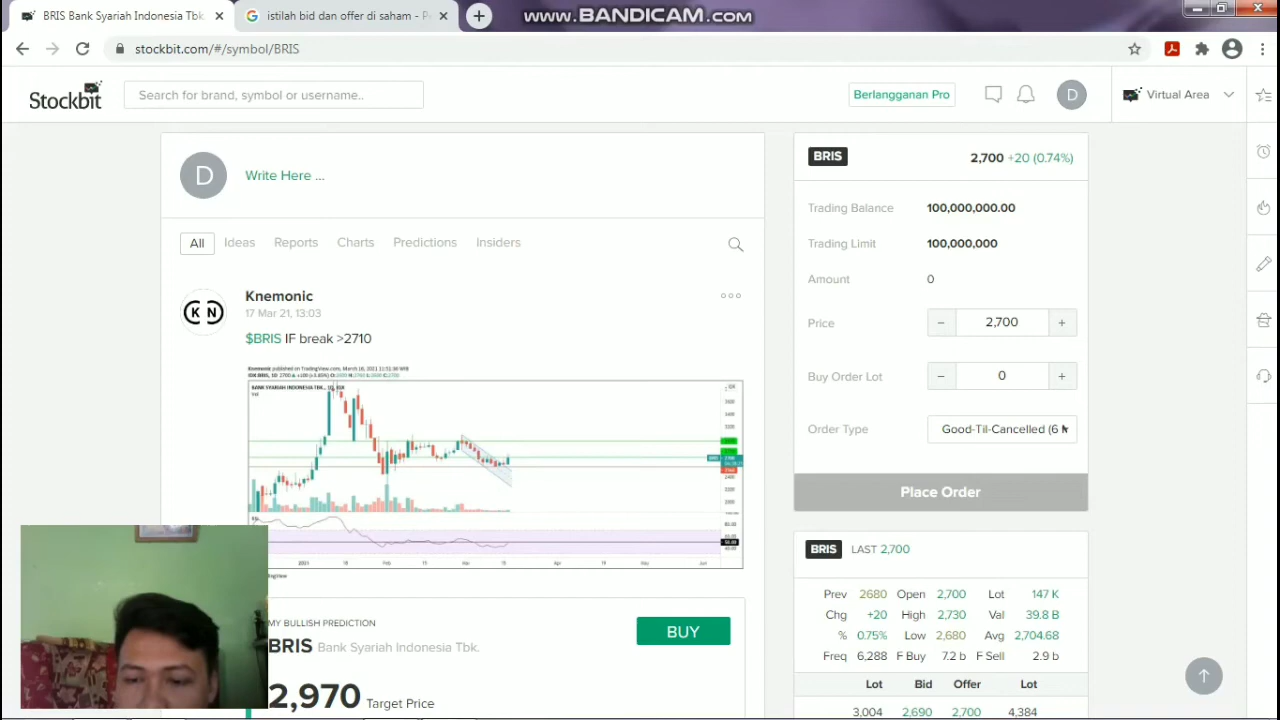 BRIS Bank Syariah Indonesia Tbk.
istilah bid dan offer di saham - P
www.BANDICAM.com
stockbit.com/#/symbol/BRIS
Stockbit
Search for brand, symbol or username..
Berlangganan Pro
D
Virtual Area
D
Write Here ...
All
Ideas
Reports
Charts
Predictions
Insiders
K N
Knemonic
17 Mar 21, 13:03
$BRIS IF break >2710
MY BULLISH PREDICTION
BRIS Bank Syariah Indonesia Tbk.
BUY
2,970 Target Price
BRIS
2,700 +20 (0.74%)
Trading Balance 100,000,000.00
Trading Limit 100,000,000
Amount 0
Price − 2,700 +
Buy Order Lot − 0 +
Order Type Good-Til-Cancelled (6
Place Order
BRIS LAST 2,700
Prev 2680 Open 2,700 Lot 147 K
Chg +20 High 2,730 Val 39.8 B
% 0.75% Low 2,680 Avg 2,704.68
Freq 6,288 F Buy 7.2 b F Sell 2.9 b
Lot Bid Offer Lot
3,004 2,690 2,700 4,384